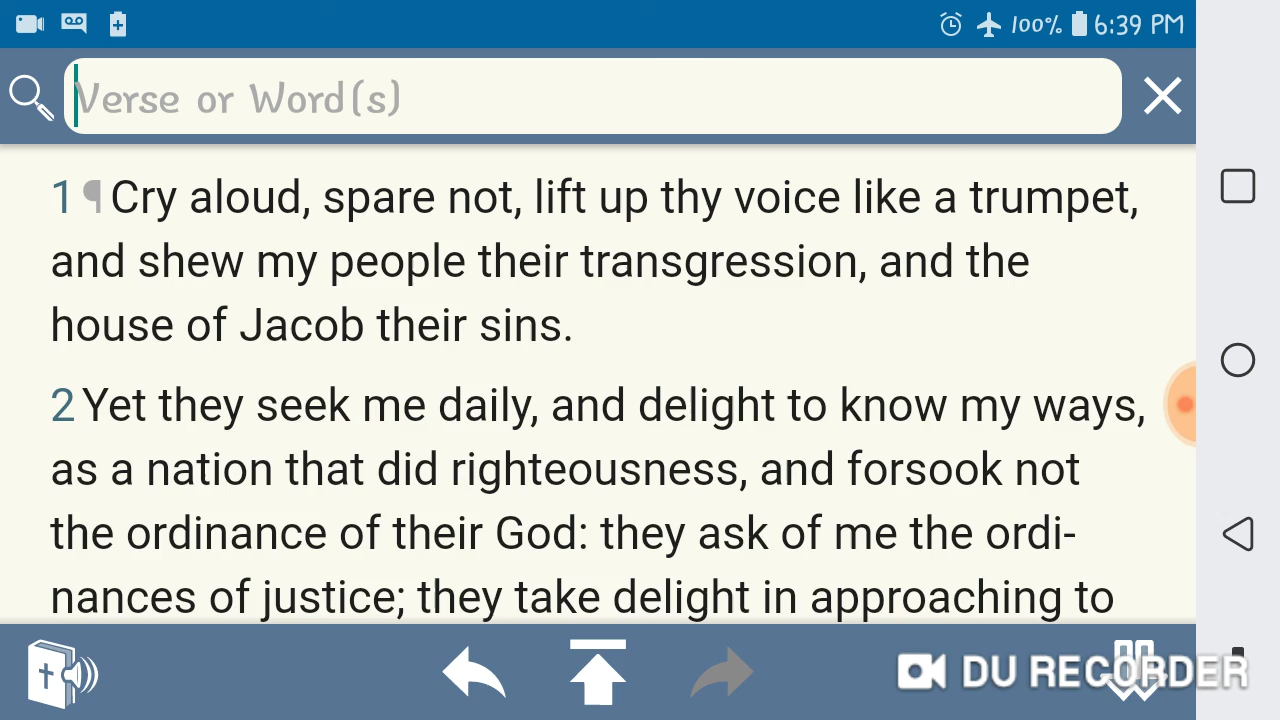 100% 6:39 PM
Verse or Word(s)
1 ¶ Cry aloud, spare not, lift up thy voice like a trumpet,
and shew my people their transgression, and the
house of Jacob their sins.
2 Yet they seek me daily, and delight to know my ways,
as a nation that did righteousness, and forsook not
the ordinance of their God: they ask of me the ordi-
nances of justice; they take delight in approaching to
DU RECORDER